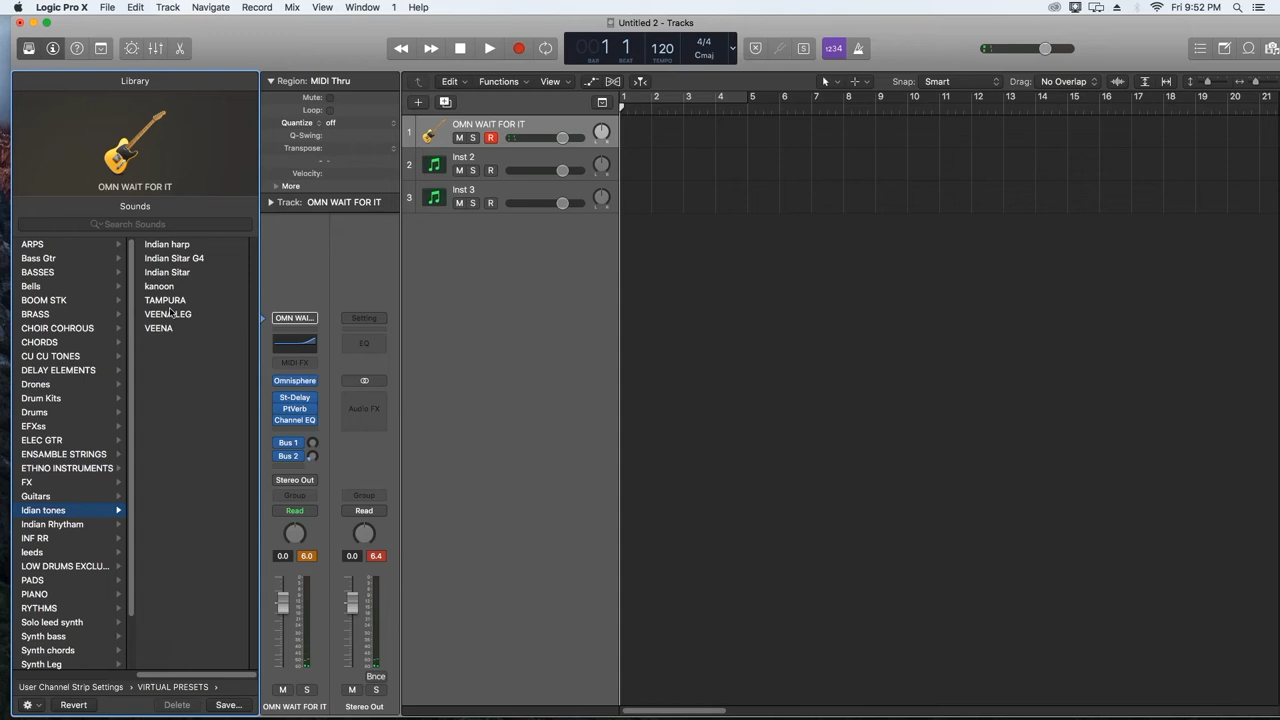 Logic Pro X File Edit Track Navigate Record Mix View Window 1 Help
Fri 9:52 PM
Untitled 2 - Tracks
001 1
BAR BEAT
120
TEMPO
4/4
Cmaj
S
1234
Library
OMN WAIT FOR IT
Sounds
Search Sounds
ARPS
Bass Gtr
BASSES
Bells
BOOM STK
BRASS
CHOIR COHROUS
CHORDS
CU CU TONES
DELAY ELEMENTS
Drones
Drum Kits
Drums
EFXss
ELEC GTR
ENSAMBLE STRINGS
ETHNO INSTRUMENTS
FX
Guitars
Idian tones
Indian Rhytham
INF RR
leeds
LOW DRUMS EXCLU...
PADS
PIANO
RYTHMS
Solo leed synth
Synth bass
Synth chords
Synth Leg
Indian harp
Indian Sitar G4
Indian Sitar
kanoon
TAMPURA
VEENA LEG
VEENA
User Channel Strip Settings › VIRTUAL PRESETS ›
Revert Delete Save...
Region: MIDI Thru
Mute:
Loop:
Quantize off
Q-Swing:
Transpose:
- -
Velocity:
More
Track: OMN WAIT FOR IT
OMN WAI...
MIDI FX
Omnisphere
St-Delay
PtVerb
Channel EQ
Bus 1
Bus 2
Stereo Out
Group
Read
0.0 6.0
M S
OMN WAIT FOR IT
Setting
EQ
Audio FX
Group
Read
0.0 6.4
Bnce
M S
Stereo Out
Edit Functions View
Snap: Smart
Drag: No Overlap
1 2 3 4 5 6 7 8 9 10 11 12 13 14 15 16 17 18 19 20 21
1 OMN WAIT FOR IT
M S R
L R
2 Inst 2
M S R
L R
3 Inst 3
M S R
L R